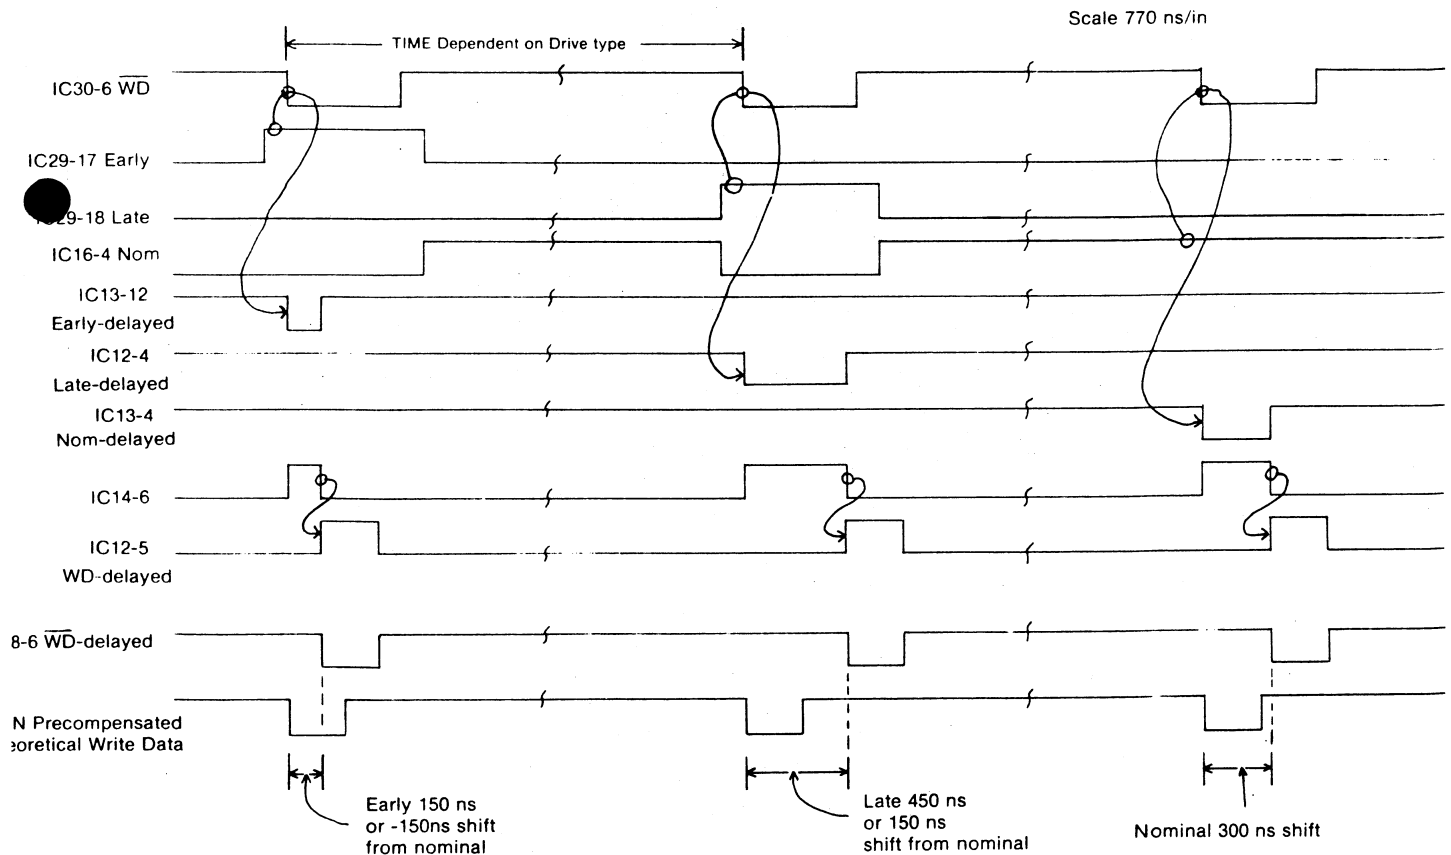 Scale 770 ns/in
TIME Dependent on Drive type
IC30-6 WD
IC29-17 Early
29-18 Late
IC16-4 Nom
IC13-12
Early-delayed
IC12-4
Late-delayed
IC13-4
Nom-delayed
IC14-6
IC12-5
WD-delayed
8-6 WD-delayed
N Precompensated
eoretical Write Data
Early 150 ns
or -150ns shift
from nominal
Late 450 ns
or 150 ns
shift from nominal
Nominal 300 ns shift